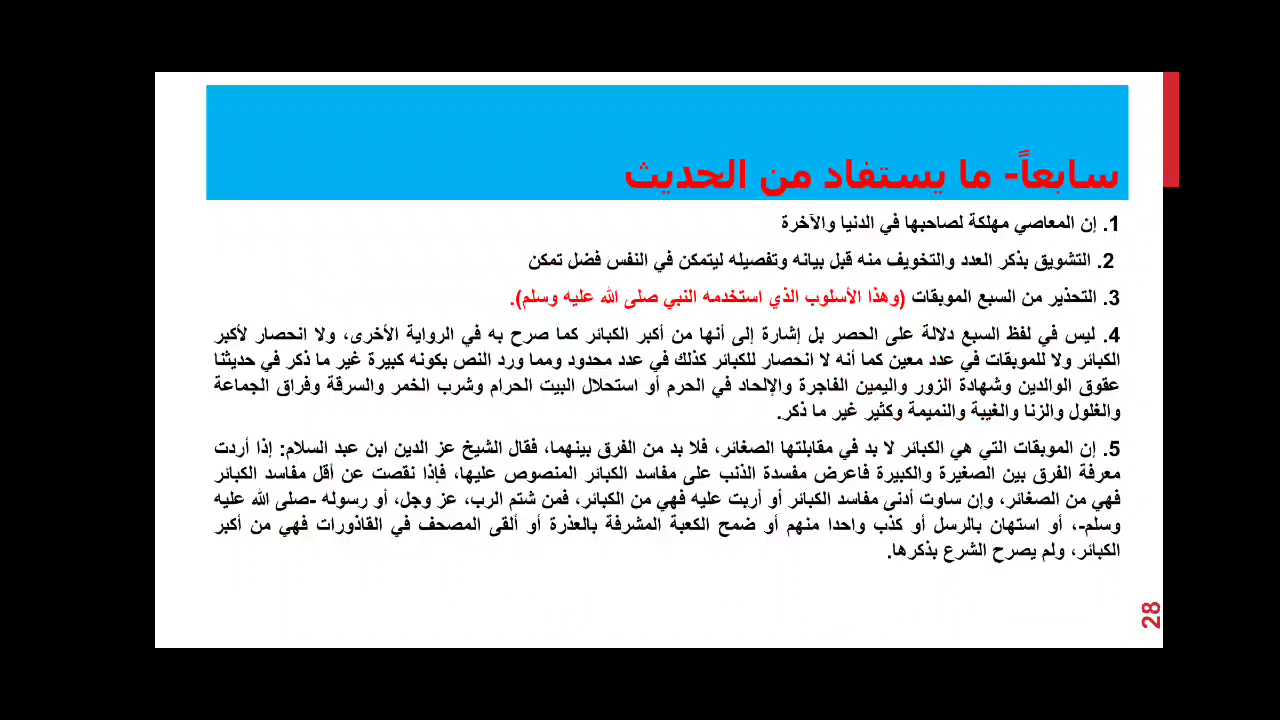 سابعاً- ما يستفاد من الحديث
1. إن المعاصي مهلكة لصاحبها في الدنيا والآخرة
2. التشويق بذكر العدد والتخويف منه قبل بيانه وتفصيله ليتمكن في النفس فضل تمكن
3. التحذير من السبع الموبقات (وهذا الأسلوب الذي استخدمه النبي صلى الله عليه وسلم).
4. ليس في لفظ السبع دلالة على الحصر بل إشارة إلى أنها من أكبر الكبائر كما صرح به في الرواية الأخرى، ولا انحصار لأكبر
الكبائر ولا للموبقات في عدد معين كما أنه لا انحصار للكبائر كذلك في عدد محدود ومما ورد النص بكونه كبيرة غير ما ذكر في حديثنا
عقوق الوالدين وشهادة الزور واليمين الفاجرة والإلحاد في الحرم أو استحلال البيت الحرام وشرب الخمر والسرقة وفراق الجماعة
والغلول والزنا والغيبة والنميمة وكثير غير ما ذكر.
5. إن الموبقات التي هي الكبائر لا بد في مقابلتها الصغائر، فلا بد من الفرق بينهما، فقال الشيخ عز الدين ابن عبد السلام: إذا أردت
معرفة الفرق بين الصغيرة والكبيرة فاعرض مفسدة الذنب على مفاسد الكبائر المنصوص عليها، فإذا نقصت عن أقل مفاسد الكبائر
فهي من الصغائر، وإن ساوت أدنى مفاسد الكبائر أو أربت عليه فهي من الكبائر، فمن شتم الرب، عز وجل، أو رسوله -صلى الله عليه
وسلم-، أو استهان بالرسل أو كذب واحدا منهم أو ضمح الكعبة المشرفة بالعذرة أو ألقى المصحف في القاذورات فهي من أكبر
الكبائر، ولم يصرح الشرع بذكرها.
28